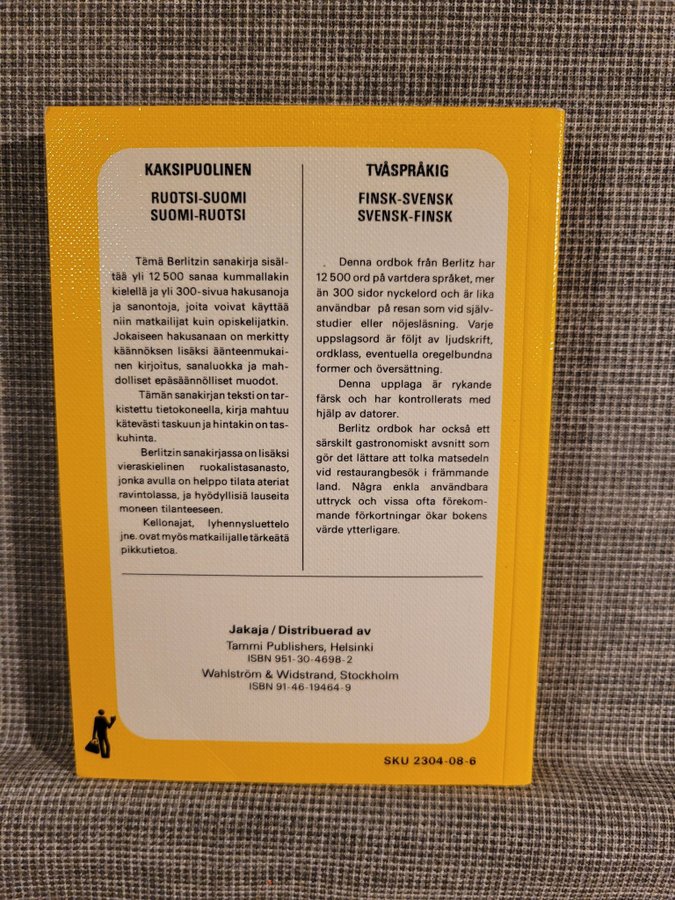 KAKSIPUOLINEN
RUOTSI-SUOMI
SUOMI-RUOTSI
Tämä Berlitzin sanakirja sisäl-
tää yli 12 500 sanaa kummallakin
kielellä ja yli 300-sivua hakusanoja
ja sanontoja, joita voivat käyttää
niin matkailijat kuin opiskelijatkin.
Jokaiseen hakusanaan on merkitty
käännöksen lisäksi äänteenmukai-
nen kirjoitus, sanaluokka ja mah-
dolliset epäsäännölliset muodot.
Tämän sanakirjan teksti on tar-
kistettu tietokoneella, kirja mahtuu
kätevästi taskuun ja hintakin on tas-
kuhinta.
Berlitzin sanakirjassa on lisäksi
vieraskielinen ruokalistasanasto,
jonka avulla on helppo tilata ateriat
ravintolassa, ja hyödyllisiä lauseita
moneen tilanteeseen.
Kellonajat, lyhennysluettelo
jne. ovat myös matkailijalle tärkeätä
pikkutietoa.
TVÅSPRÅKIG
FINSK-SVENSK
SVENSK-FINSK
Denna ordbok från Berlitz har
12 500 ord på vartdera språket, mer
än 300 sidor nyckelord och är lika
användbar på resan som vid själv-
studier eller nöjesläsning. Varje
uppslagsord är följt av ljudskrift,
ordklass, eventuella oregelbundna
former och översättning.
Denna upplaga är rykande
färsk och har kontrollerats med
hjälp av datorer.
Berlitz ordbok har också ett
särskilt gastronomiskt avsnitt som
gör det lättare att tolka matsedeln
vid restaurangbesök i främmande
land. Några enkla användbara
uttryck och vissa ofta förekom-
mande förkortningar ökar bokens
värde ytterligare.
Jakaja / Distribuerad av
Tammi Publishers, Helsinki
ISBN 951-30-4698-2
Wahlström & Widstrand, Stockholm
ISBN 91-46-19464-9
SKU 2304-08-6